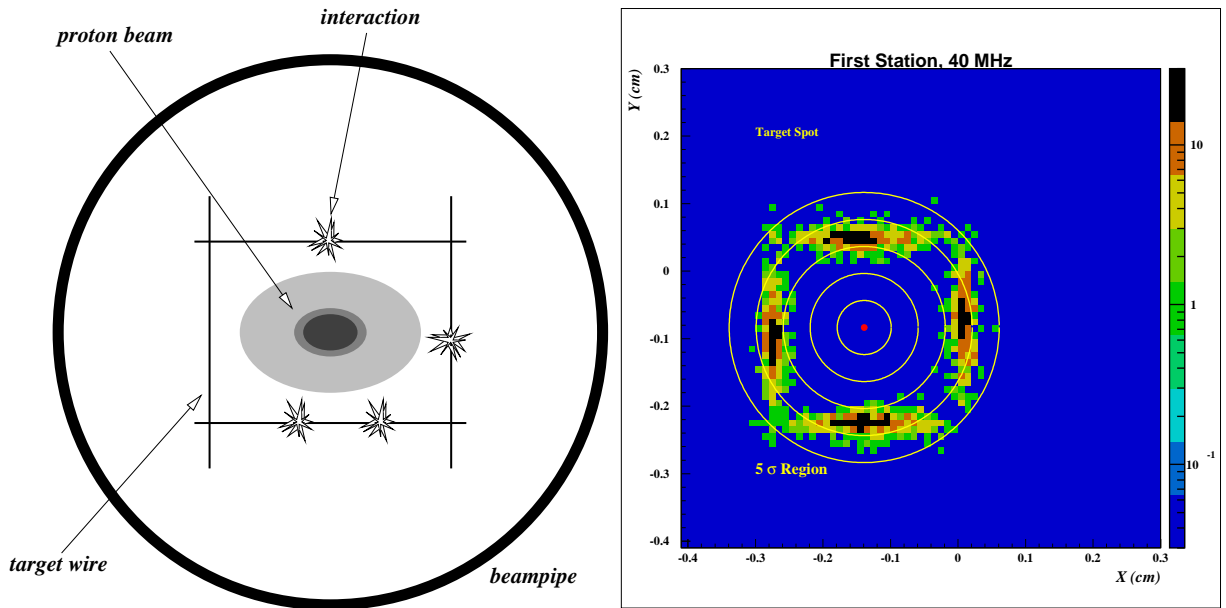 interaction
proton beam
target wire
beampipe
First Station, 40 MHz
Y (cm)
0.3
0.2
0.1
0
-0.1
-0.2
-0.3
-0.4
Target Spot
5 σ Region
-0.4 -0.3 -0.2 -0.1 0 0.1 0.2 0.3
X (cm)
10
1
10 -1